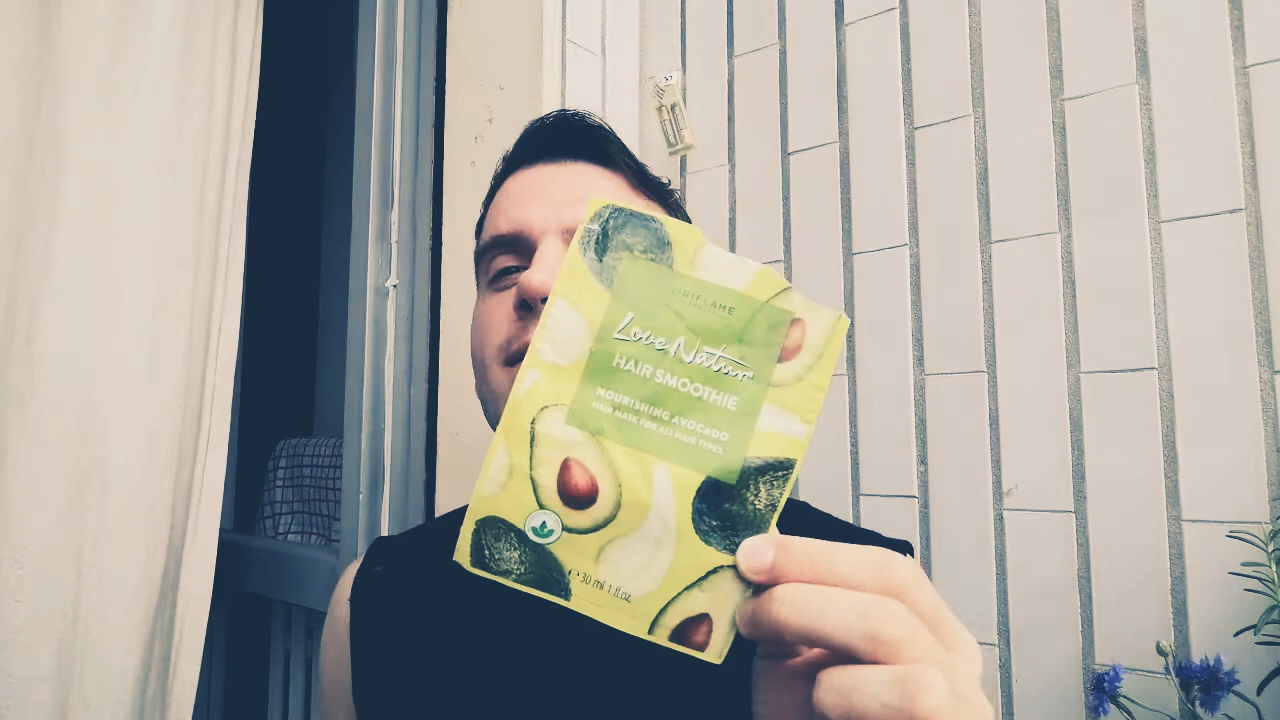 ORIFLAME
Love Nature
HAIR SMOOTHIE
NOURISHING AVOCADO
HAIR MASK FOR ALL HAIR TYPES
℮ 30 ml 1 fl.oz.